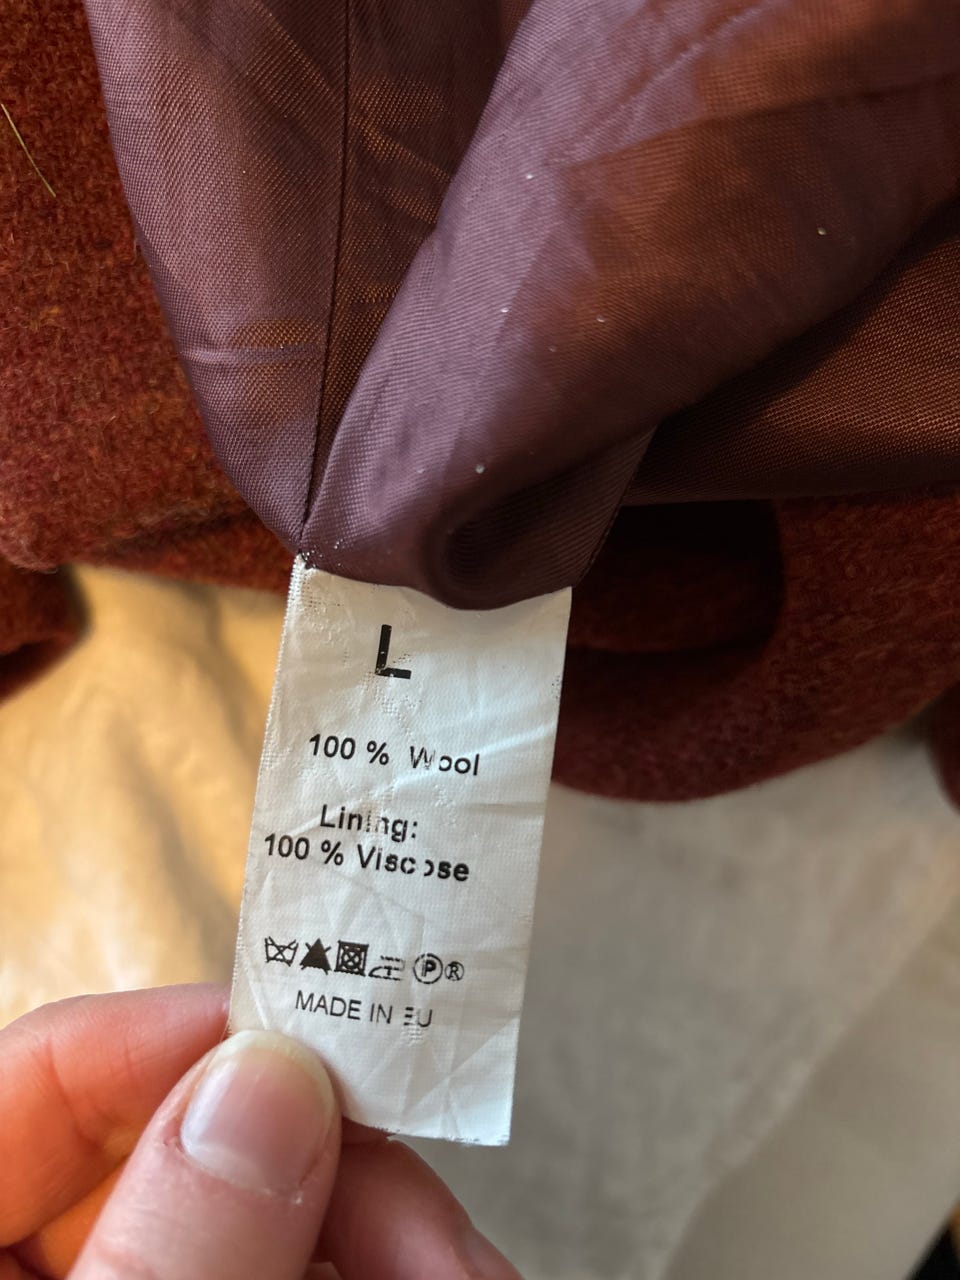 L
100 % Wool
Lining:
100 % Viscose
P ®
MADE IN EU